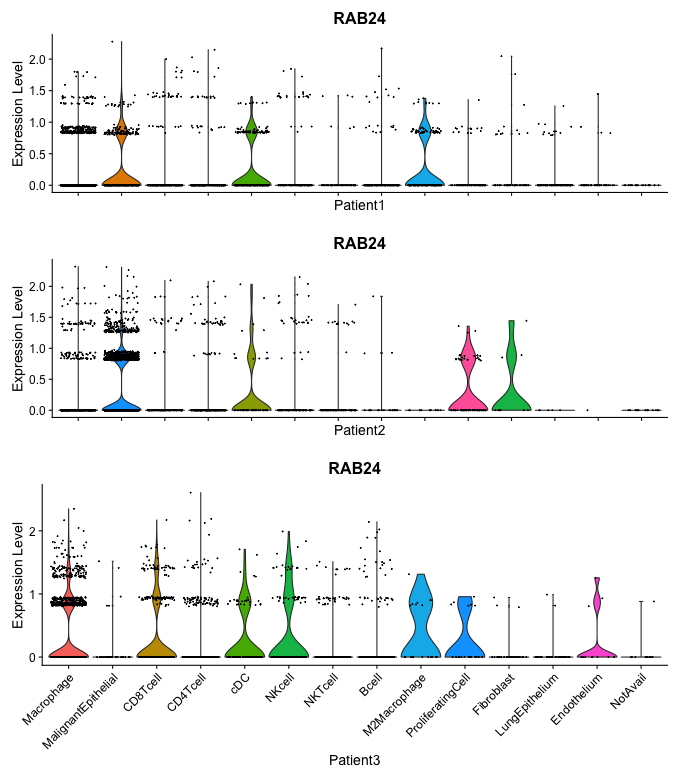 RAB24
Expression Level
2.0
1.5
1.0
0.5
0.0
Patient1
RAB24
Expression Level
2.0
1.5
1.0
0.5
0.0
Patient2
RAB24
Expression Level
2
1
0
Macrophage
MalignantEpithelial
CD8Tcell
CD4Tcell
cDC
NKcell
NKTcell
Bcell
M2Macrophage
ProliferatingCell
Fibroblast
LungEpithelium
Endothelium
NotAvail
Patient3